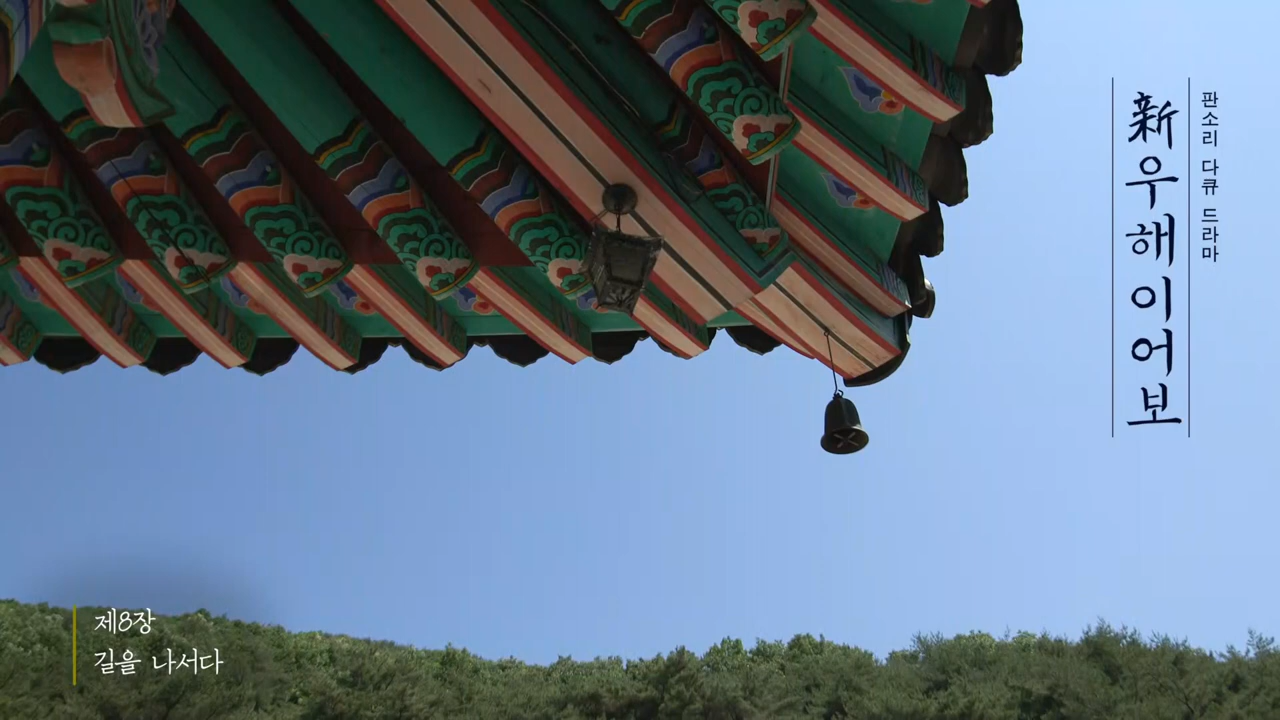 판소리 다큐 드라마
新우해이어보
제8장
길을 나서다